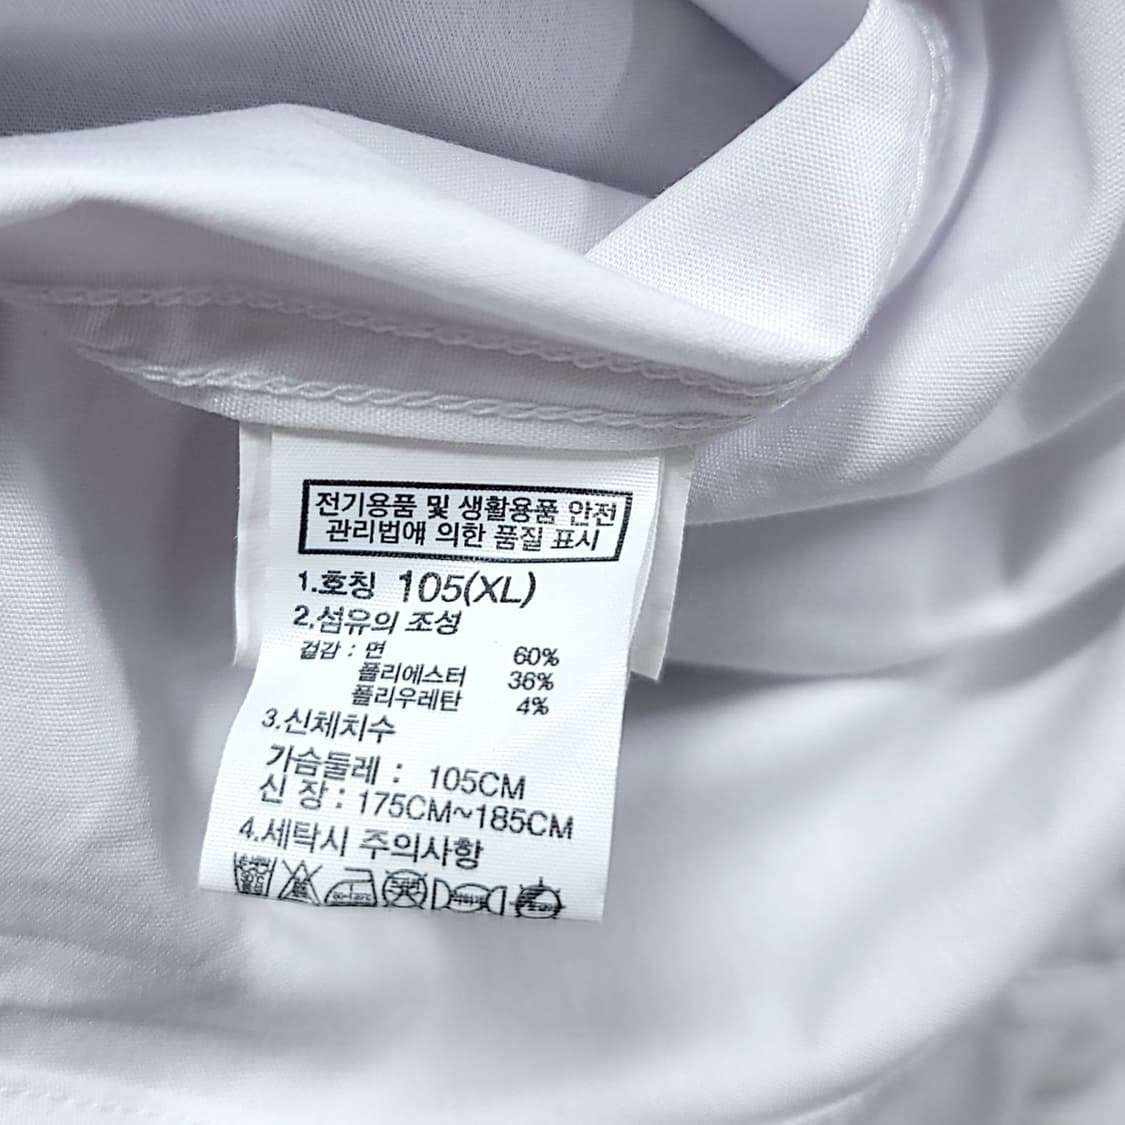 전기용품 및 생활용품 안전
관리법에 의한 품질 표시
1.호칭 105(XL)
2.섬유의 조성
겉감 : 면 60%
폴리에스터 36%
폴리우레탄 4%
3.신체치수
가슴둘레 : 105CM
신 장 : 175CM~185CM
4.세탁시 주의사항